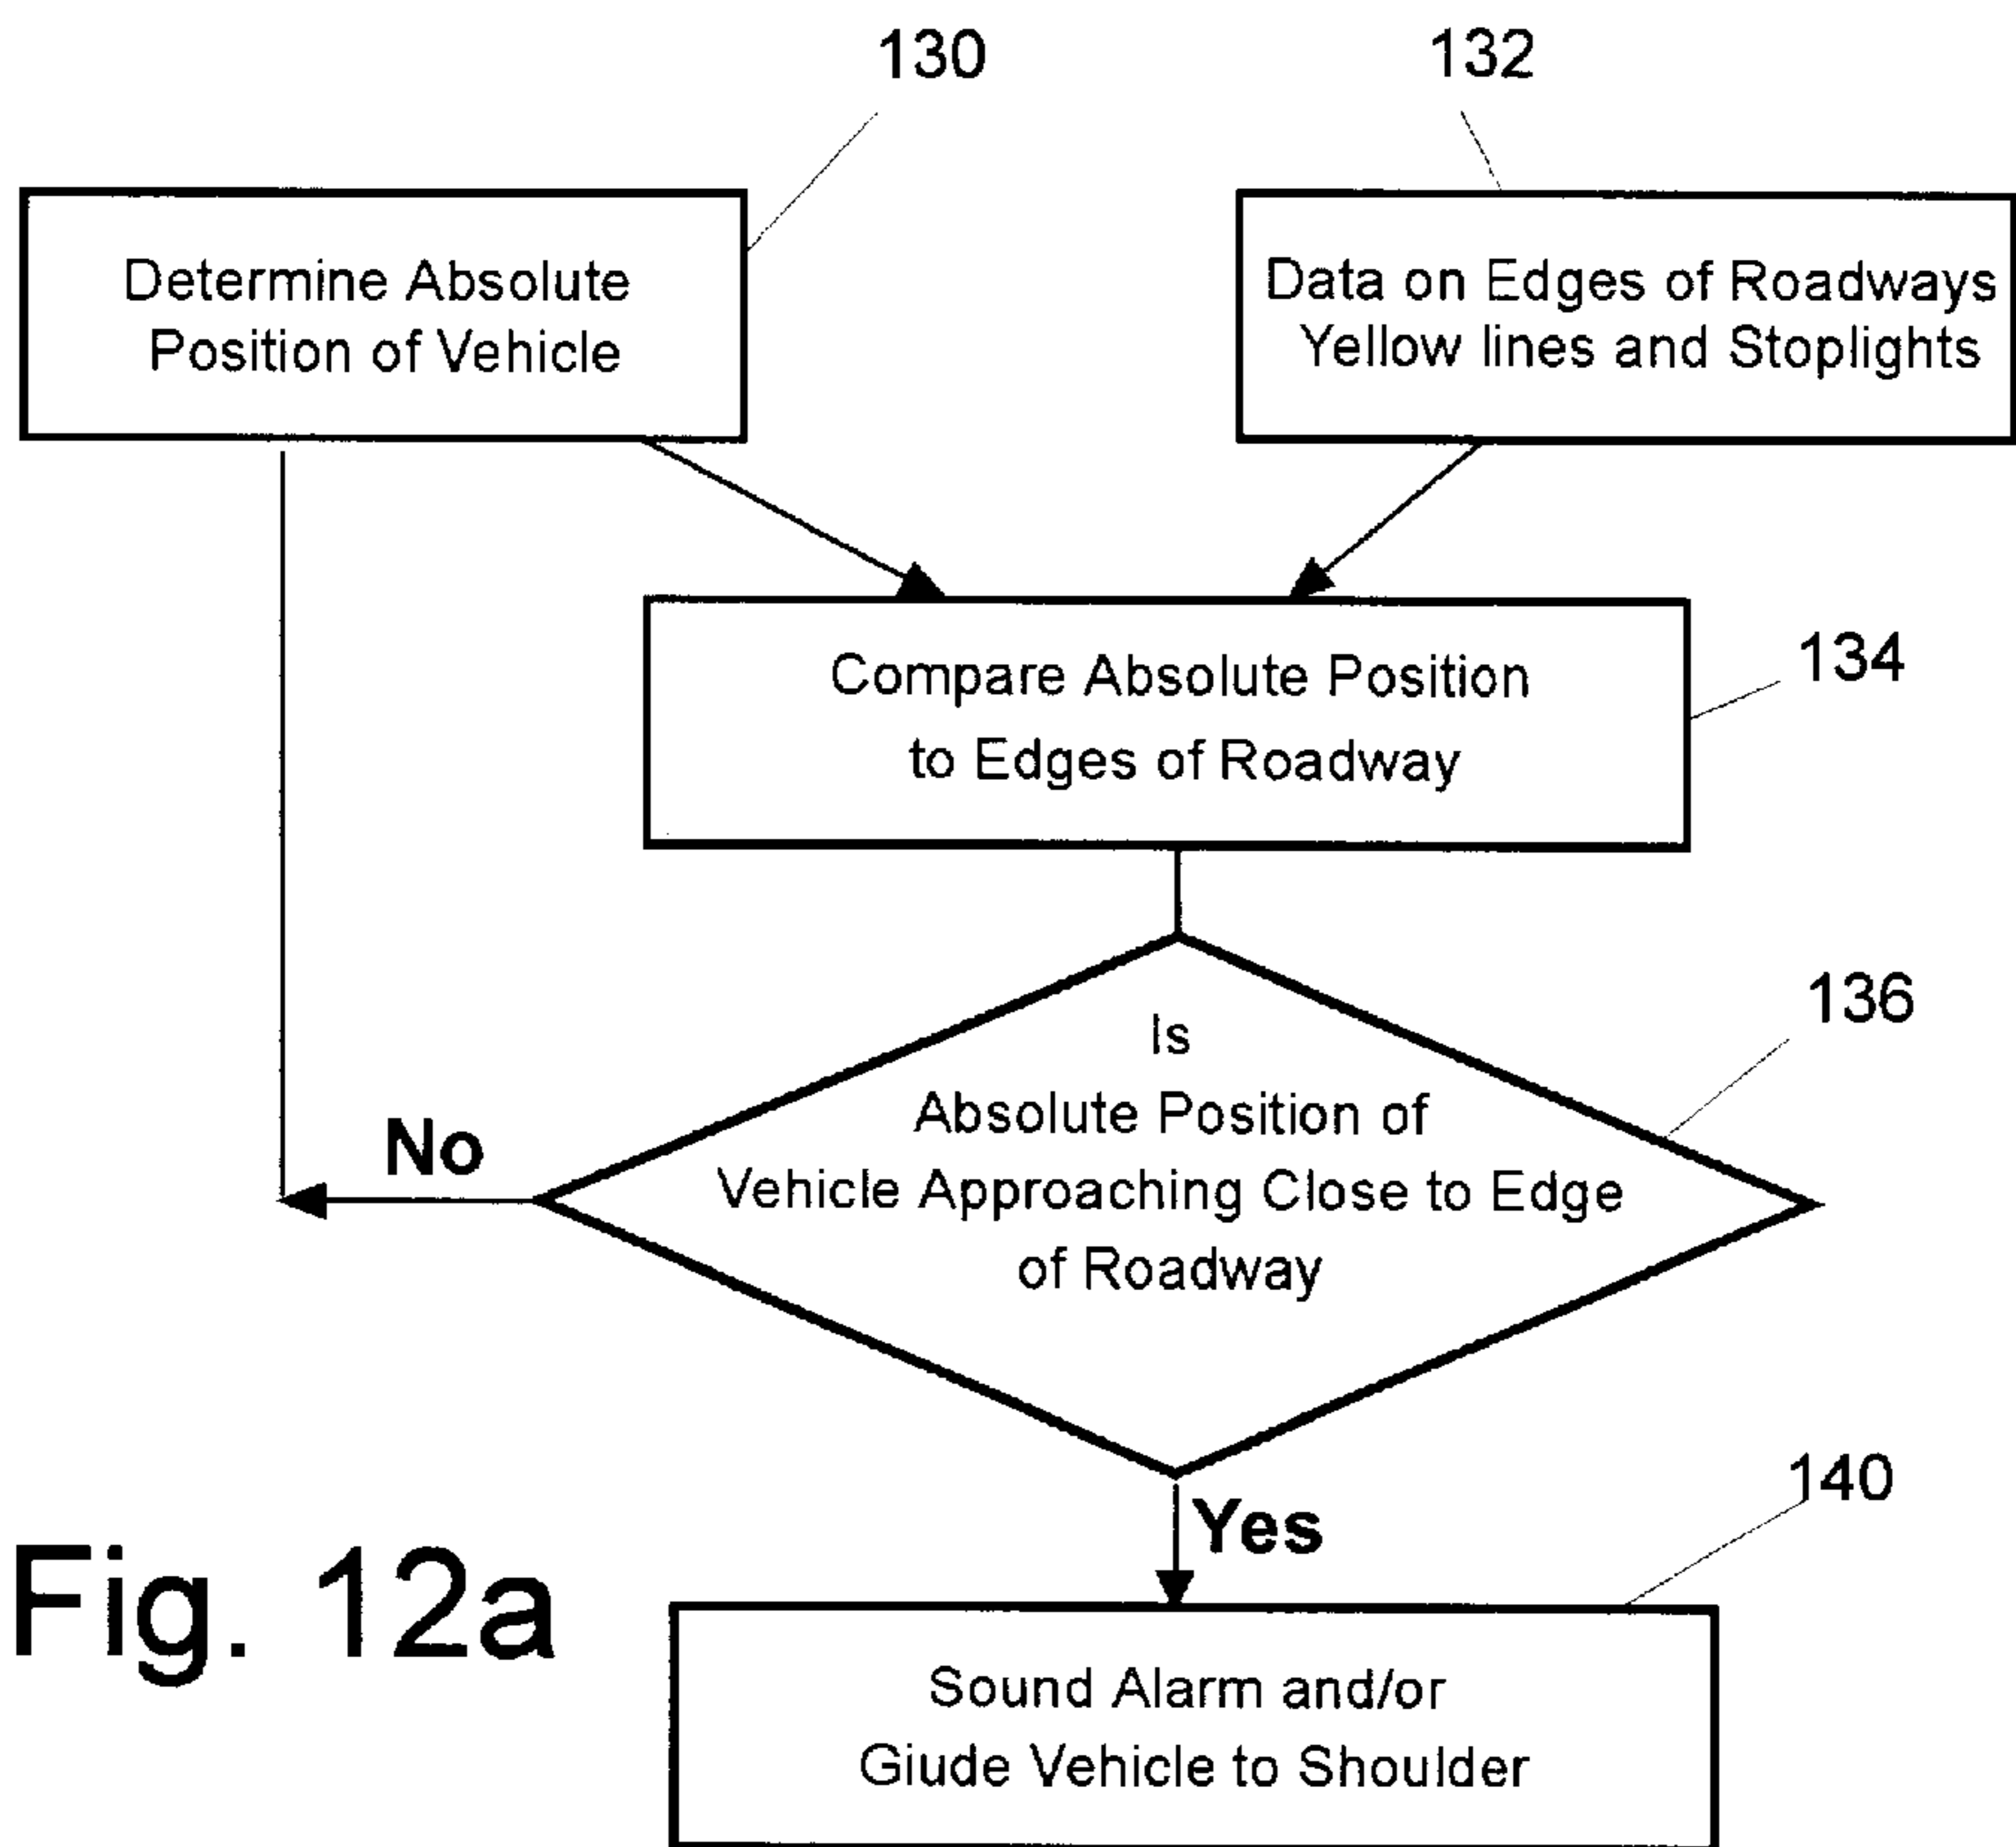 130
132
Determine Absolute
Position of Vehicle
Data on Edges of Roadways
Yellow lines and Stoplights
Compare Absolute Position
to Edges of Roadway
134
Is
Absolute Position of
Vehicle Approaching Close to Edge
of Roadway
136
No
Yes
140
Sound Alarm and/or
Giude Vehicle to Shoulder
Fig. 12a